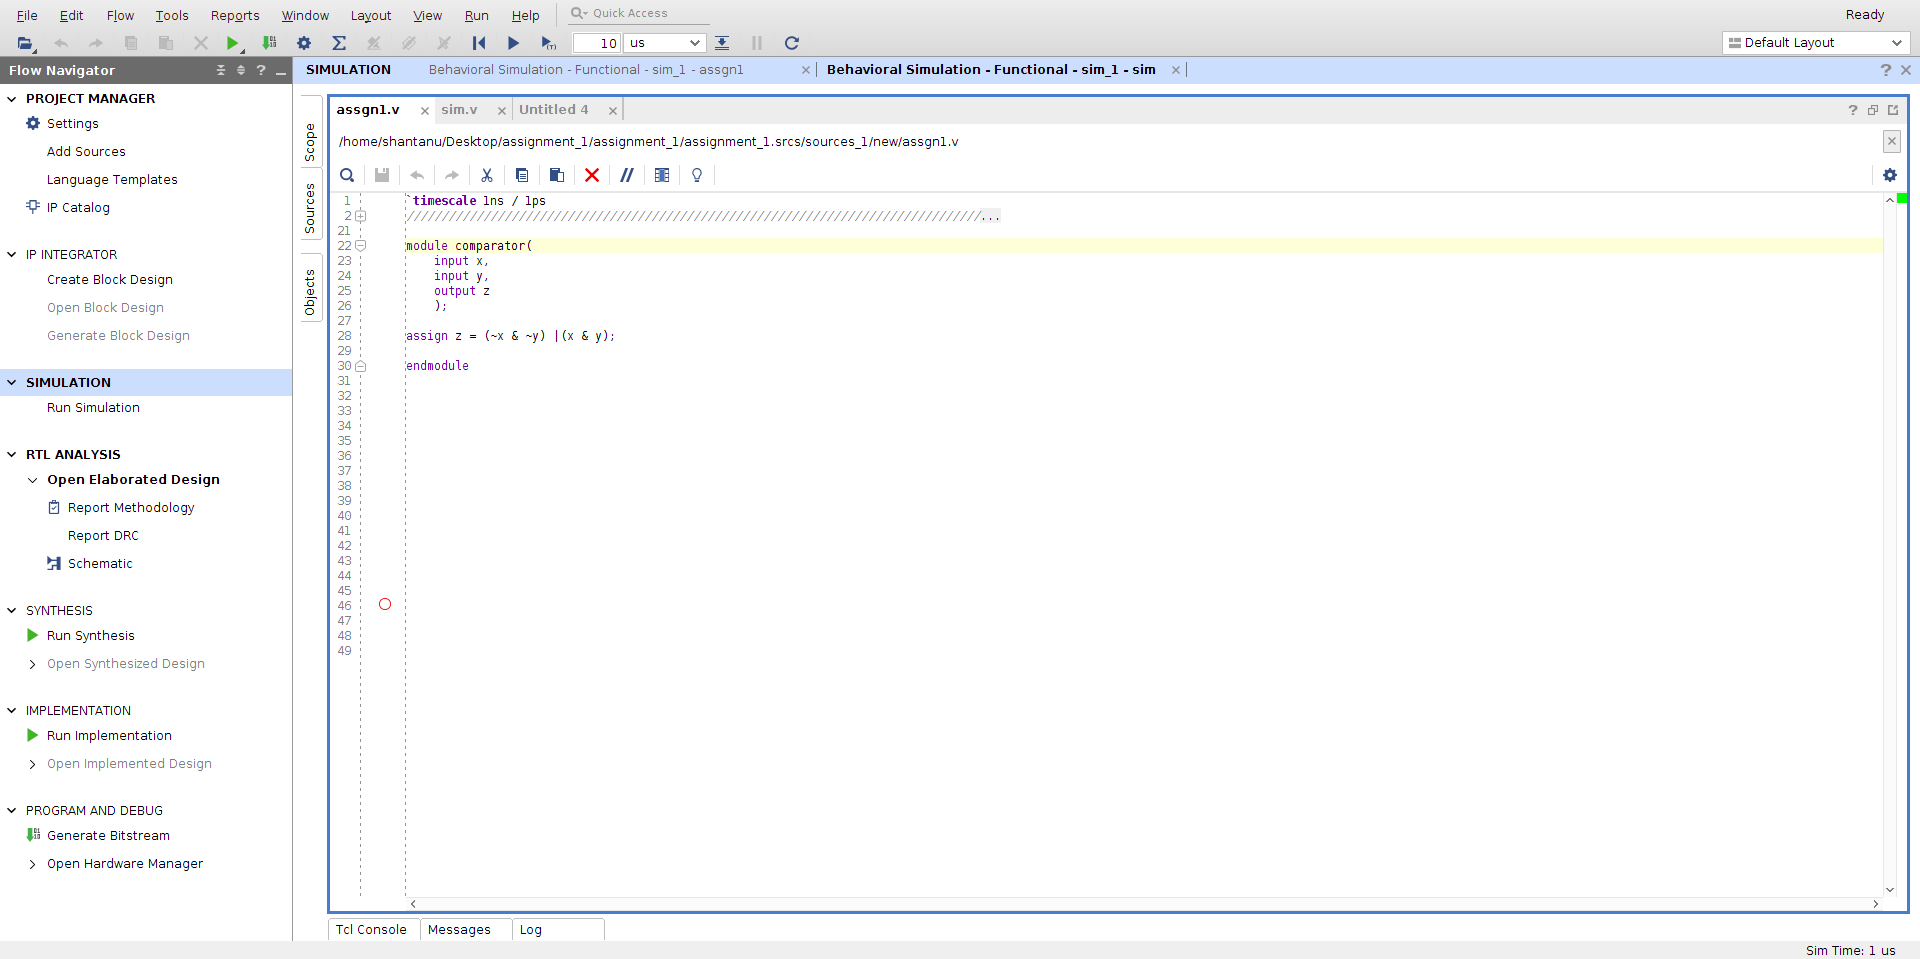 File Edit Flow Tools Reports Window Layout View Run Help Quick Access Ready
10 us Default Layout
Flow Navigator
SIMULATION Behavioral Simulation - Functional - sim_1 - assgn1 Behavioral Simulation - Functional - sim_1 - sim
PROJECT MANAGER
Settings
Add Sources
Language Templates
IP Catalog
IP INTEGRATOR
Create Block Design
Open Block Design
Generate Block Design
SIMULATION
Run Simulation
RTL ANALYSIS
Open Elaborated Design
Report Methodology
Report DRC
Schematic
SYNTHESIS
Run Synthesis
Open Synthesized Design
IMPLEMENTATION
Run Implementation
Open Implemented Design
PROGRAM AND DEBUG
Generate Bitstream
Open Hardware Manager
Scope
Sources
Objects
assgn1.v sim.v Untitled 4
/home/shantanu/Desktop/assignment_1/assignment_1/assignment_1.srcs/sources_1/new/assgn1.v
1 `timescale 1ns / 1ps
2 //////////////////////////////////////////////////////////////////////////////////...
21
22 module comparator(
23 input x,
24 input y,
25 output z
26 );
27
28 assign z = (~x & ~y) |(x & y);
29
30 endmodule
31
32
33
34
35
36
37
38
39
40
41
42
43
44
45
46
47
48
49
Tcl Console Messages Log
Sim Time: 1 us